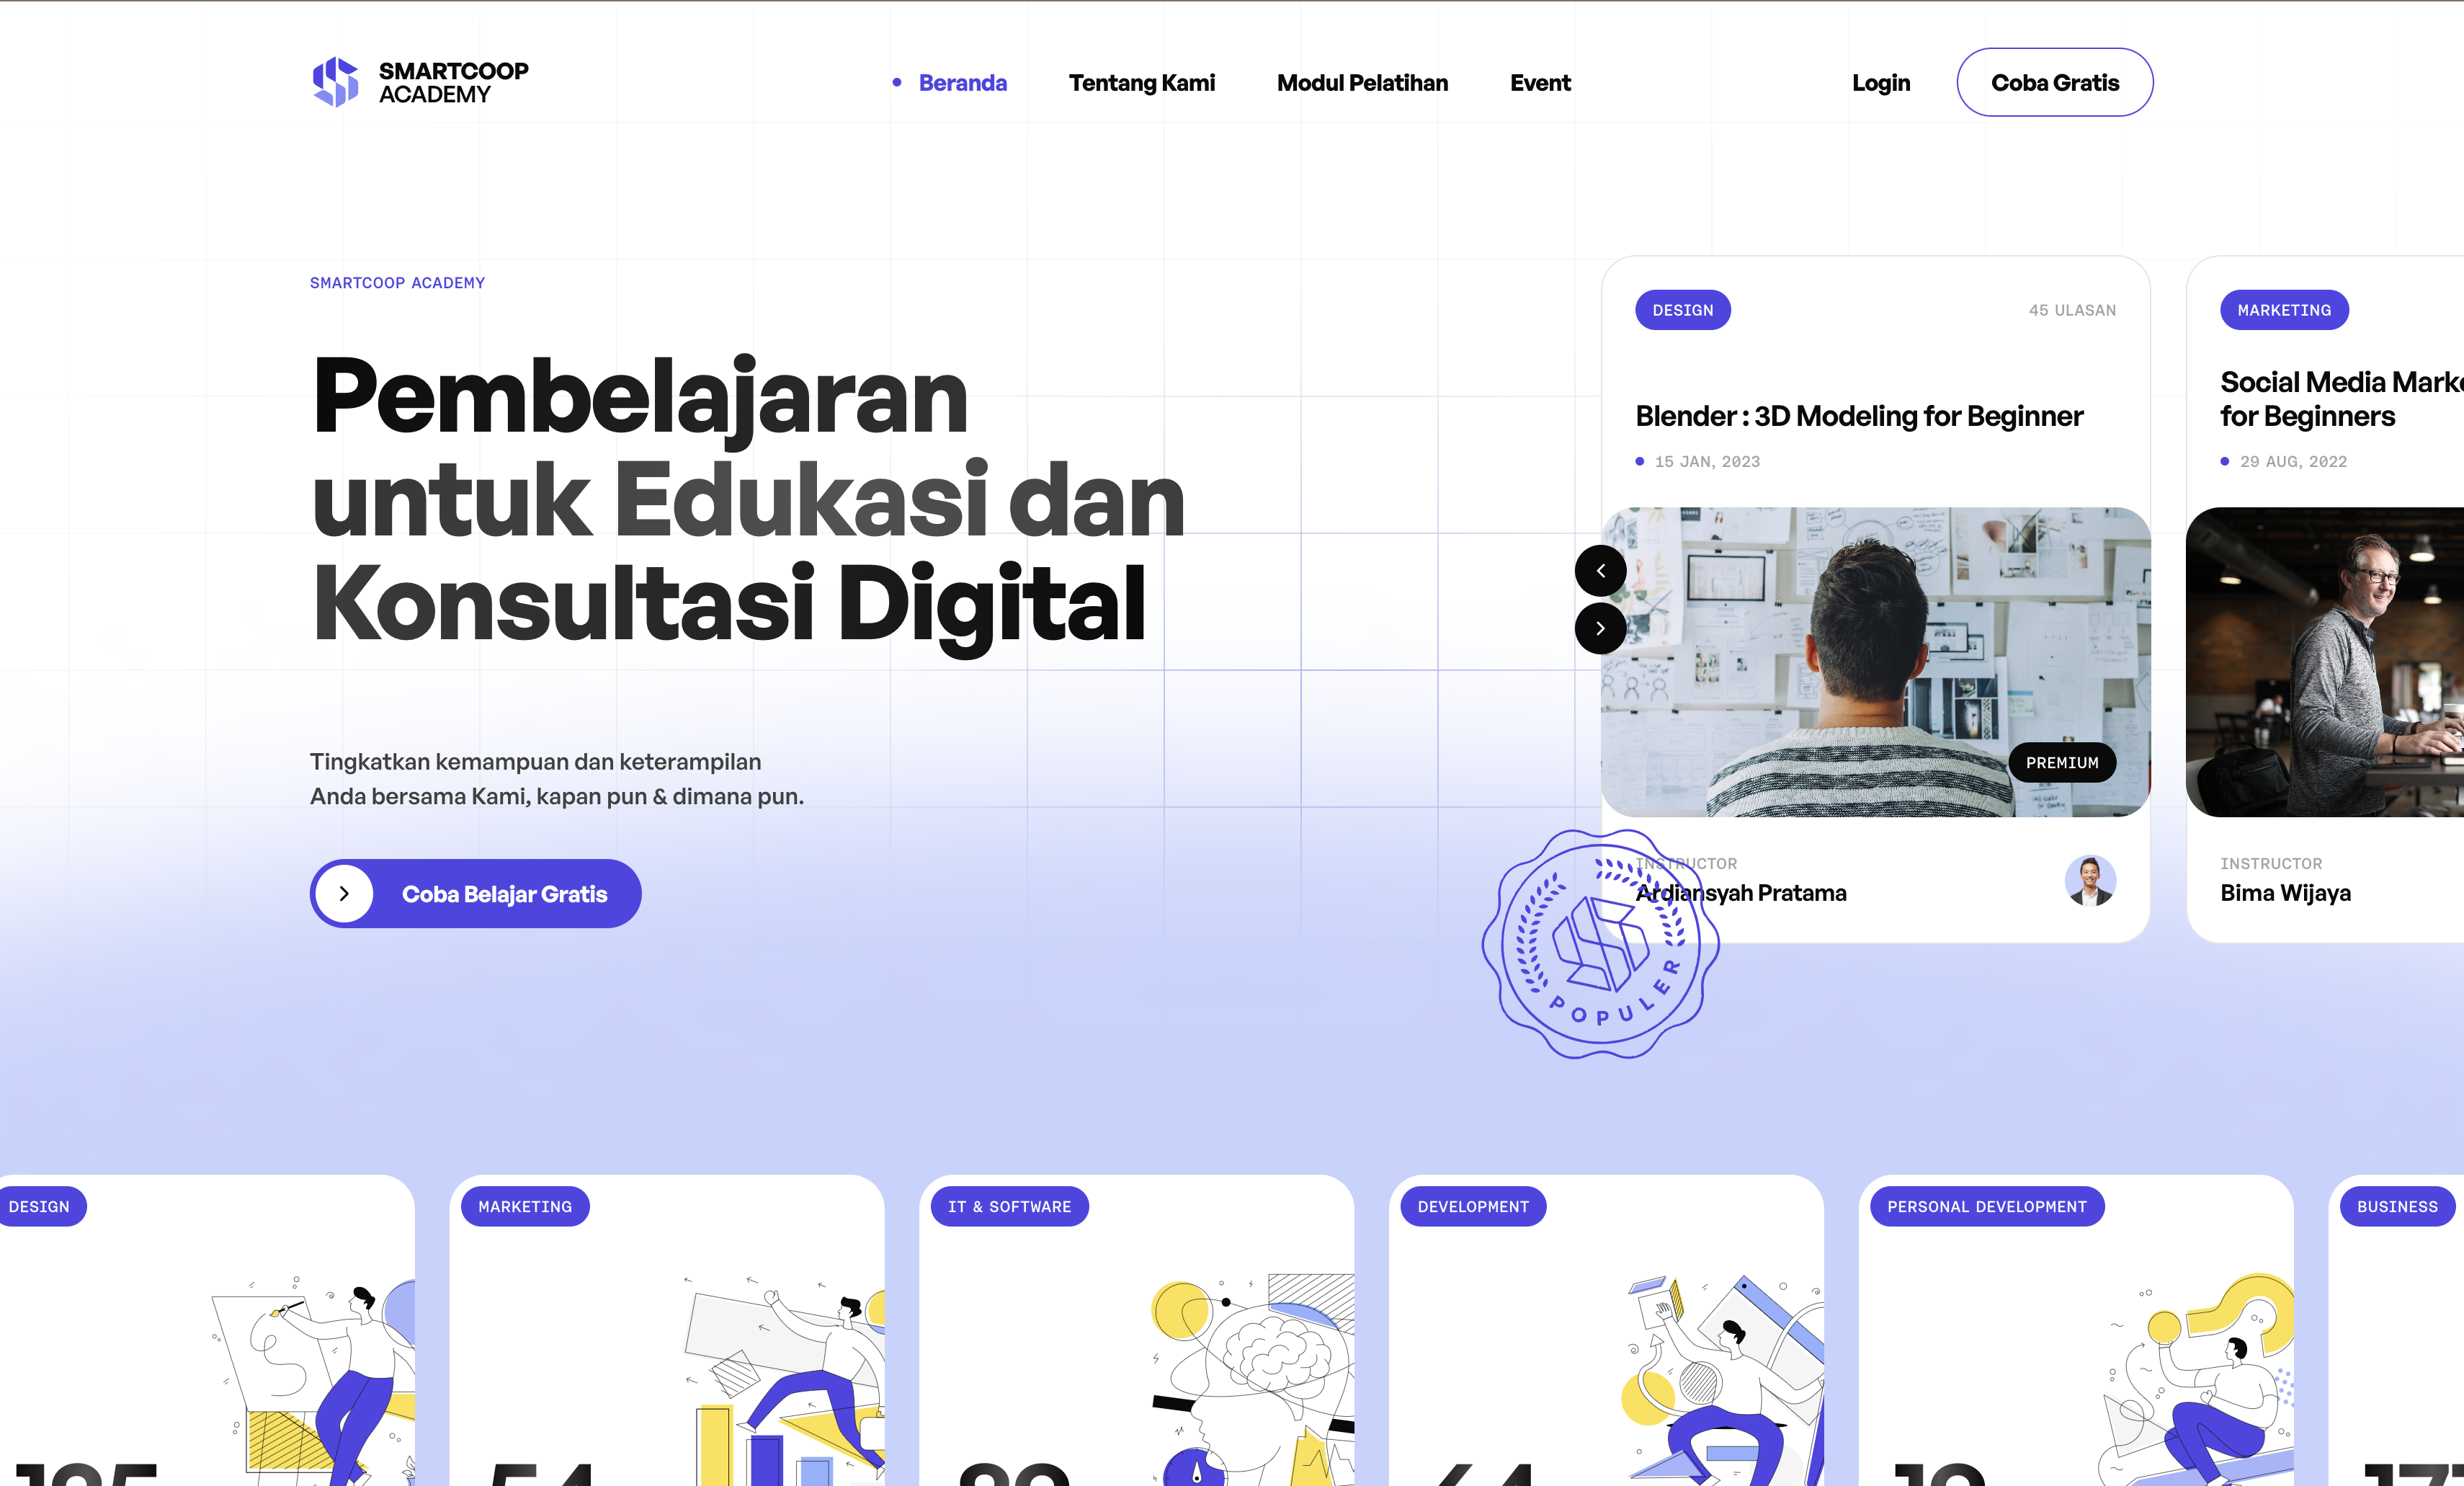 SMARTCOOP
ACADEMY
Beranda
Tentang Kami
Modul Pelatihan
Event
Login
Coba Gratis
SMARTCOOP ACADEMY
Pembelajaran
untuk Edukasi dan
Konsultasi Digital
Tingkatkan kemampuan dan keterampilan
Anda bersama Kami, kapan pun & dimana pun.
Coba Belajar Gratis
DESIGN
45 ULASAN
Blender : 3D Modeling for Beginner
15 JAN, 2023
PREMIUM
INSTRUCTOR
Ardiansyah Pratama
POPULER
MARKETING
Social Media
for Beginners
29 AUG, 2022
INSTRUCTOR
Bima Wijaya
DESIGN
MARKETING
IT & SOFTWARE
DEVELOPMENT
PERSONAL DEVELOPMENT
BUSINESS